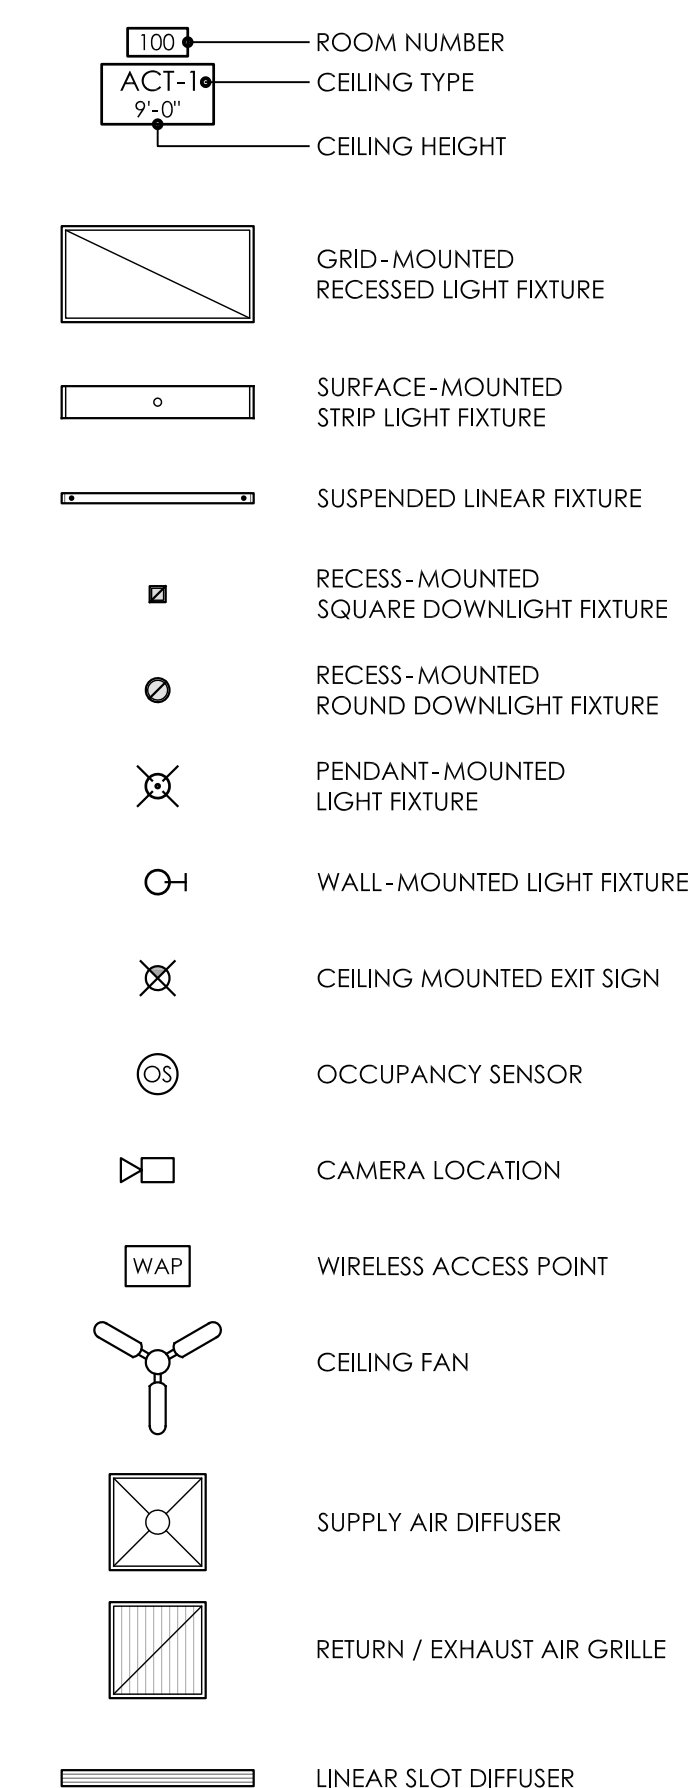 100
ROOM NUMBER
ACT-1
CEILING TYPE
9'-0"
CEILING HEIGHT
GRID-MOUNTED
RECESSED LIGHT FIXTURE
SURFACE-MOUNTED
STRIP LIGHT FIXTURE
SUSPENDED LINEAR FIXTURE
RECESS-MOUNTED
SQUARE DOWNLIGHT FIXTURE
RECESS-MOUNTED
ROUND DOWNLIGHT FIXTURE
PENDANT-MOUNTED
LIGHT FIXTURE
WALL-MOUNTED LIGHT FIXTURE
CEILING MOUNTED EXIT SIGN
OS
OCCUPANCY SENSOR
CAMERA LOCATION
WAP
WIRELESS ACCESS POINT
CEILING FAN
SUPPLY AIR DIFFUSER
RETURN / EXHAUST AIR GRILLE
LINEAR SLOT DIFFUSER